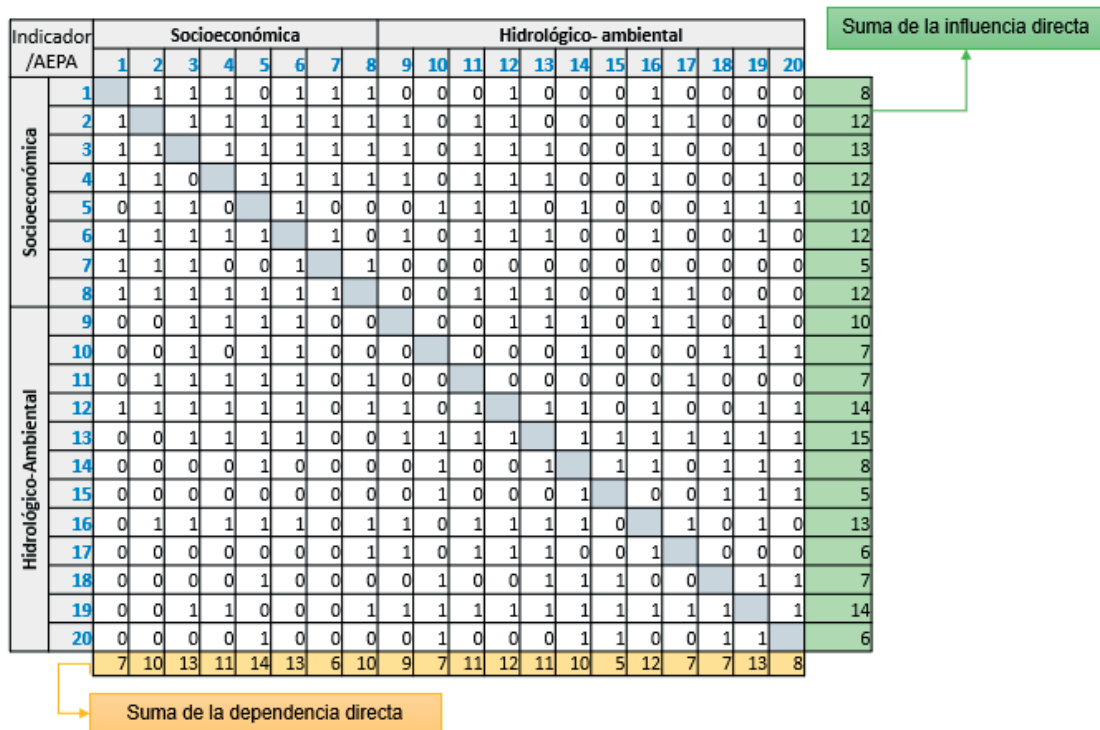 Suma de la influencia directa
Indicador /AEPA Socioeconómica Hidrológico- ambiental
1 2 3 4 5 6 7 8 9 10 11 12 13 14 15 16 17 18 19 20
Socioeconómica
1 1 1 1 0 1 1 1 0 0 0 1 0 0 0 1 0 0 0 0 8
2 1 1 1 1 1 1 1 1 0 1 1 0 0 0 1 1 0 0 0 12
3 1 1 1 1 1 1 1 1 0 1 1 1 0 0 1 0 0 1 0 13
4 1 1 0 1 1 1 1 1 0 1 1 1 0 0 1 0 0 1 0 12
5 0 1 1 0 1 0 0 0 1 1 1 0 1 0 0 0 1 1 1 10
6 1 1 1 1 1 1 0 1 0 1 1 1 0 0 1 0 0 1 0 12
7 1 1 1 0 0 1 1 0 0 0 0 0 0 0 0 0 0 0 0 5
8 1 1 1 1 1 1 1 0 0 1 1 1 0 0 1 1 0 0 0 12
Hidrológico-Ambiental
9 0 0 1 1 1 1 0 0 0 0 1 1 1 0 1 1 0 1 0 10
10 0 0 1 0 1 1 0 0 0 0 0 0 1 0 0 0 1 1 1 7
11 0 1 1 1 1 1 0 1 0 0 0 0 0 0 0 1 0 0 0 7
12 1 1 1 1 1 1 0 1 1 0 1 1 1 0 1 0 0 1 1 14
13 0 0 1 1 1 1 0 0 1 1 1 1 1 1 1 1 1 1 1 15
14 0 0 0 0 1 0 0 0 0 1 0 0 1 1 1 0 1 1 1 8
15 0 0 0 0 0 0 0 0 0 1 0 0 0 1 0 0 1 1 1 5
16 0 1 1 1 1 1 0 1 1 0 1 1 1 1 0 1 0 1 0 13
17 0 0 0 0 0 0 0 1 1 0 1 1 1 0 0 1 0 0 0 6
18 0 0 0 0 1 0 0 0 0 1 0 0 1 1 1 0 0 1 1 7
19 0 0 1 1 0 0 0 1 1 1 1 1 1 1 1 1 1 1 1 14
20 0 0 0 0 1 0 0 0 0 1 0 0 0 1 1 0 0 1 1 6
7 10 13 11 14 13 6 10 9 7 11 12 11 10 5 12 7 7 13 8
Suma de la dependencia directa